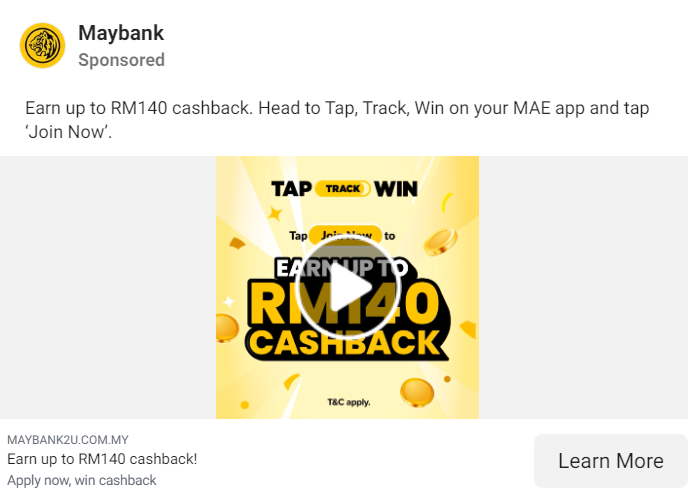 Maybank
Sponsored
Earn up to RM140 cashback. Head to Tap, Track, Win on your MAE app and tap
‘Join Now’.
TAP TRACK WIN
Tap Join Now to
EARN UP TO
RM140
CASHBACK
T&C apply.
MAYBANK2U.COM.MY
Earn up to RM140 cashback!
Apply now, win cashback
Learn More